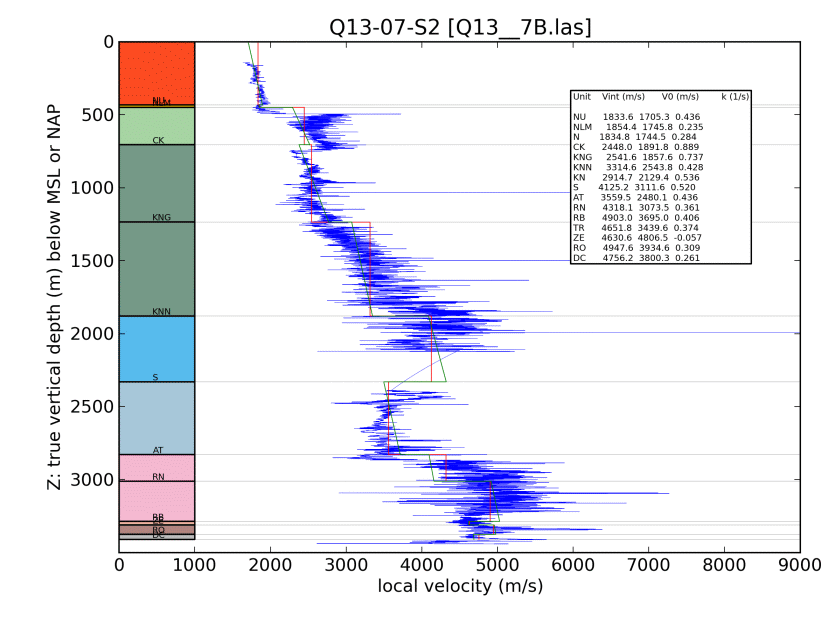 Q13-07-S2 [Q13__7B.las]
Z: true vertical depth (m) below MSL or NAP
0
500
1000
1500
2000
2500
3000
NU
NLM
CK
KNG
KNN
S
AT
RN
RB
ZE
RO
DC
Unit Vint (m/s) V0 (m/s) k (1/s)
NU 1833.6 1705.3 0.436
NLM 1854.4 1745.8 0.235
N 1834.8 1744.5 0.284
CK 2448.0 1891.8 0.889
KNG 2541.6 1857.6 0.737
KNN 3314.6 2543.8 0.428
KN 2914.7 2129.4 0.536
S 4125.2 3111.6 0.520
AT 3559.5 2480.1 0.436
RN 4318.1 3073.5 0.361
RB 4903.0 3695.0 0.406
TR 4651.8 3439.6 0.374
ZE 4630.6 4806.5 -0.057
RO 4947.6 3934.6 0.309
DC 4756.2 3800.3 0.261
0 1000 2000 3000 4000 5000 6000 7000 8000 9000
local velocity (m/s)